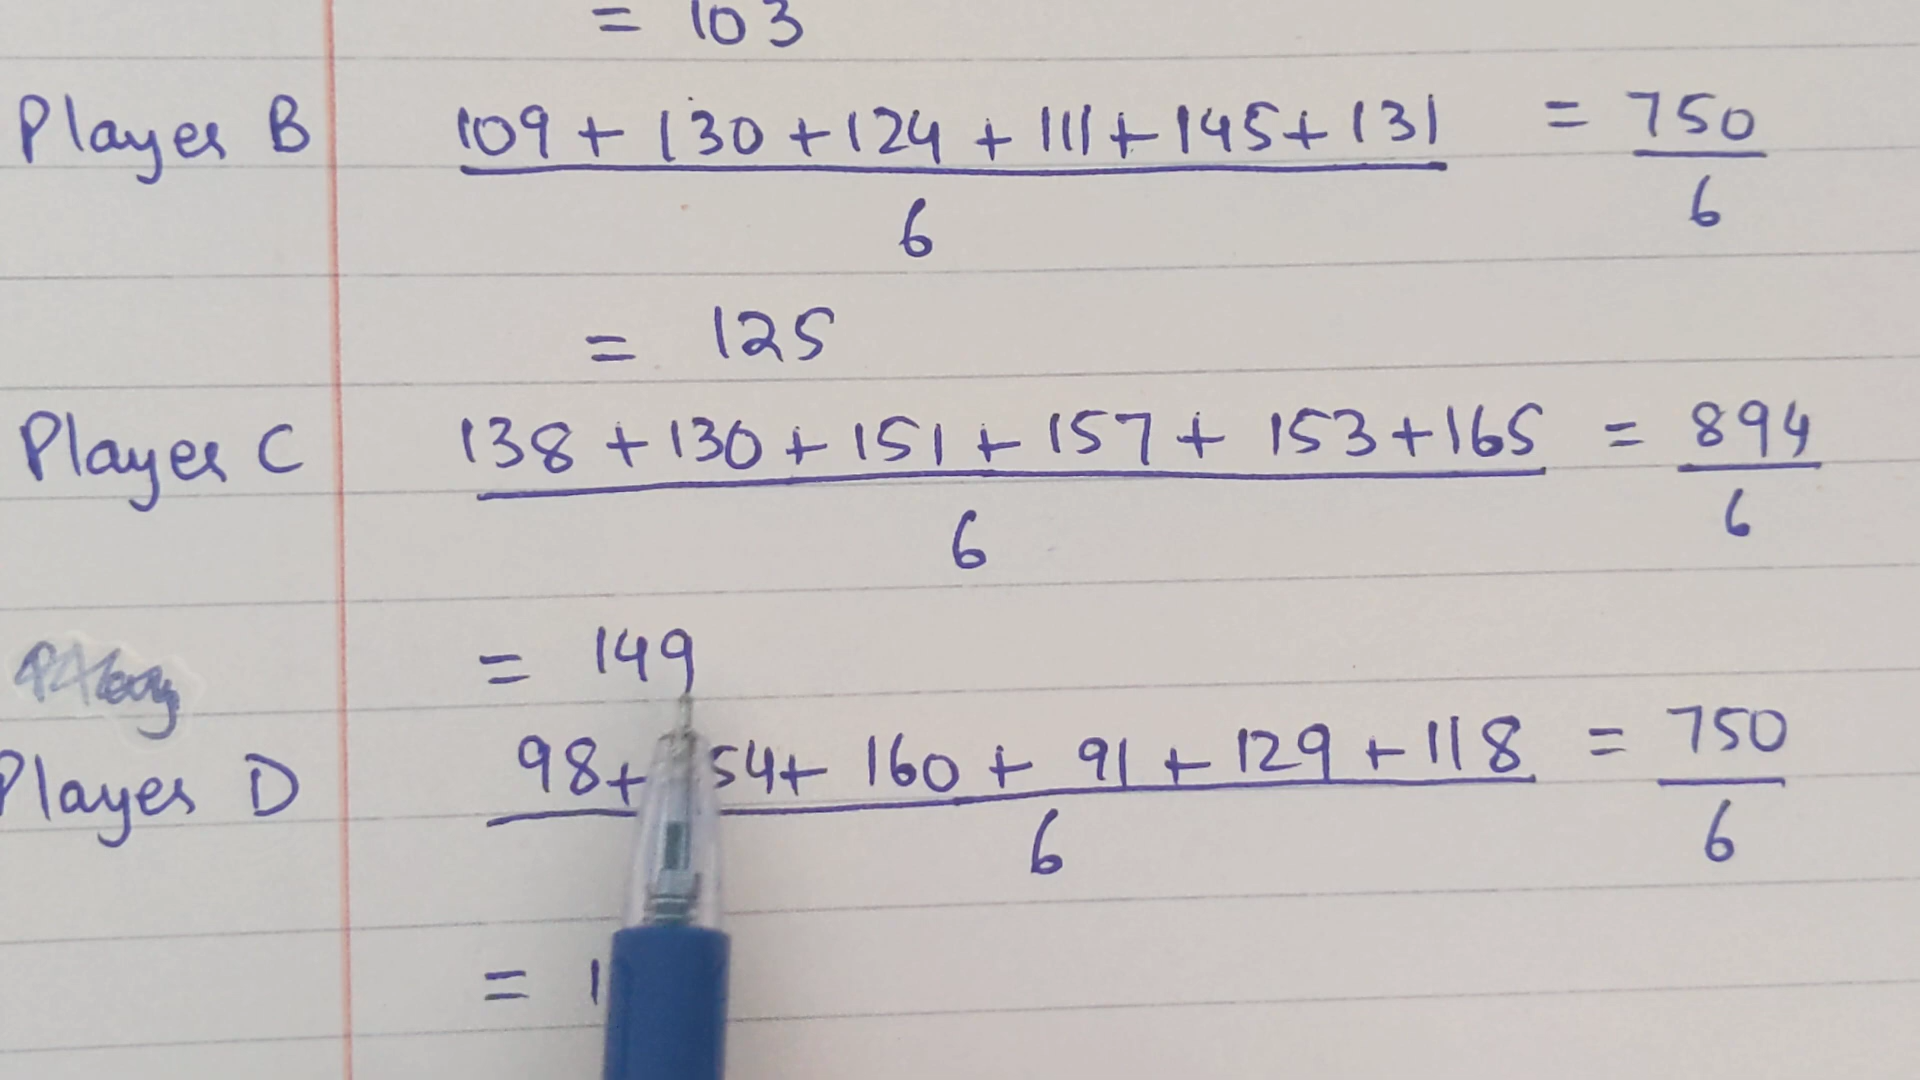 = 103
Player B 109 + 130 + 124 + 111 + 145 + 131 = 750
6 6
= 125
Player C 138 + 130 + 151 + 157 + 153 + 165 = 894
6 6
= 149
Player D 98 + 54 + 160 + 91 + 129 + 118 = 750
6 6
= 1